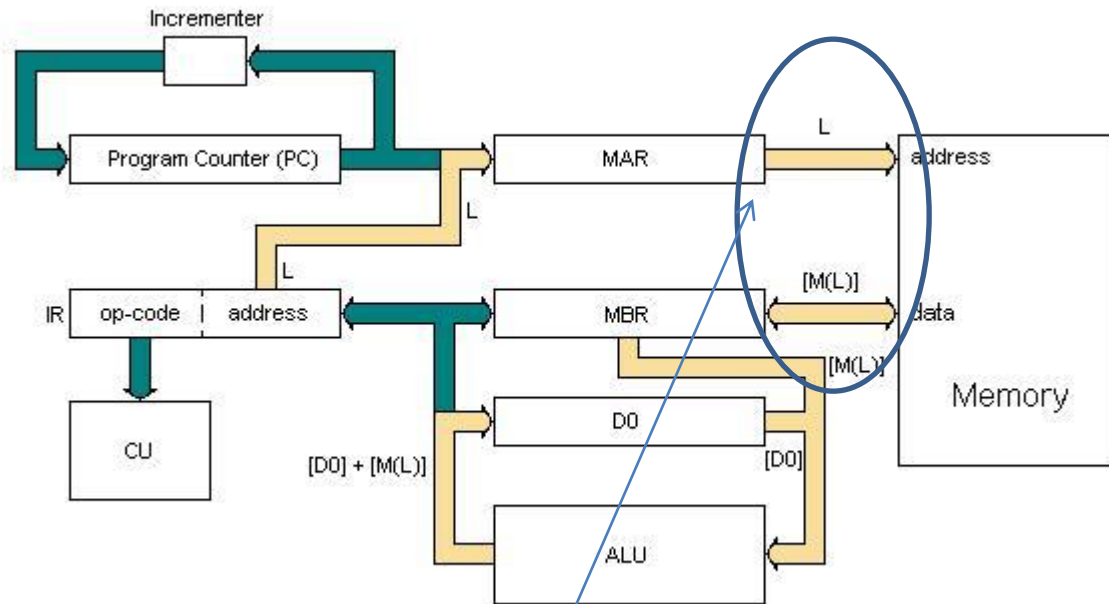 Incrementer
Program Counter (PC)
MAR
L
address
L
L
IR
op-code
address
MBR
[M(L)]
data
[M(L)]
Memory
CU
D0
[D0] + [M(L)]
[D0]
ALU